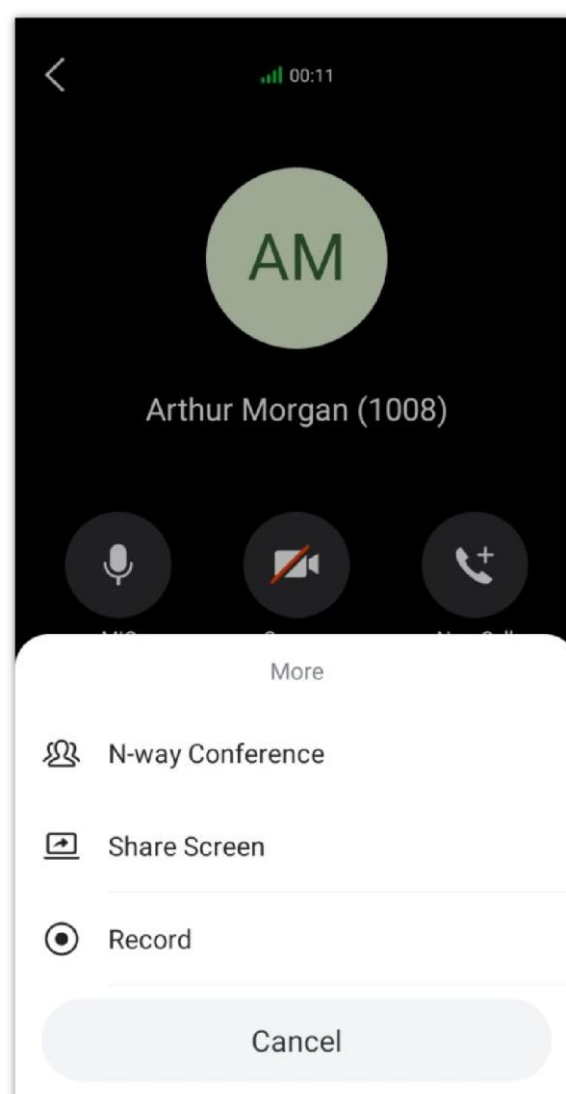 00:11
AM
Arthur Morgan (1008)
More
N-way Conference
Share Screen
Record
Cancel